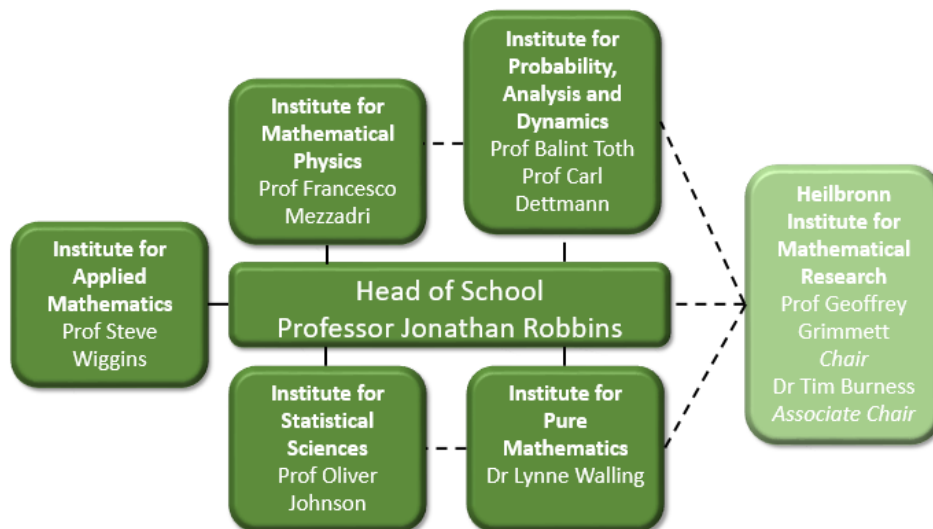 Institute for
Probability,
Analysis and
Dynamics
Prof Balint Toth
Prof Carl
Dettmann
Institute for
Mathematical
Physics
Prof Francesco
Mezzadri
Heilbronn
Institute for
Mathematical
Research
Prof Geoffrey
Grimmett
Chair
Dr Tim Burness
Associate Chair
Institute for
Applied
Mathematics
Prof Steve
Wiggins
Head of School
Professor Jonathan Robbins
Institute for
Statistical
Sciences
Prof Oliver
Johnson
Institute for
Pure
Mathematics
Dr Lynne Walling